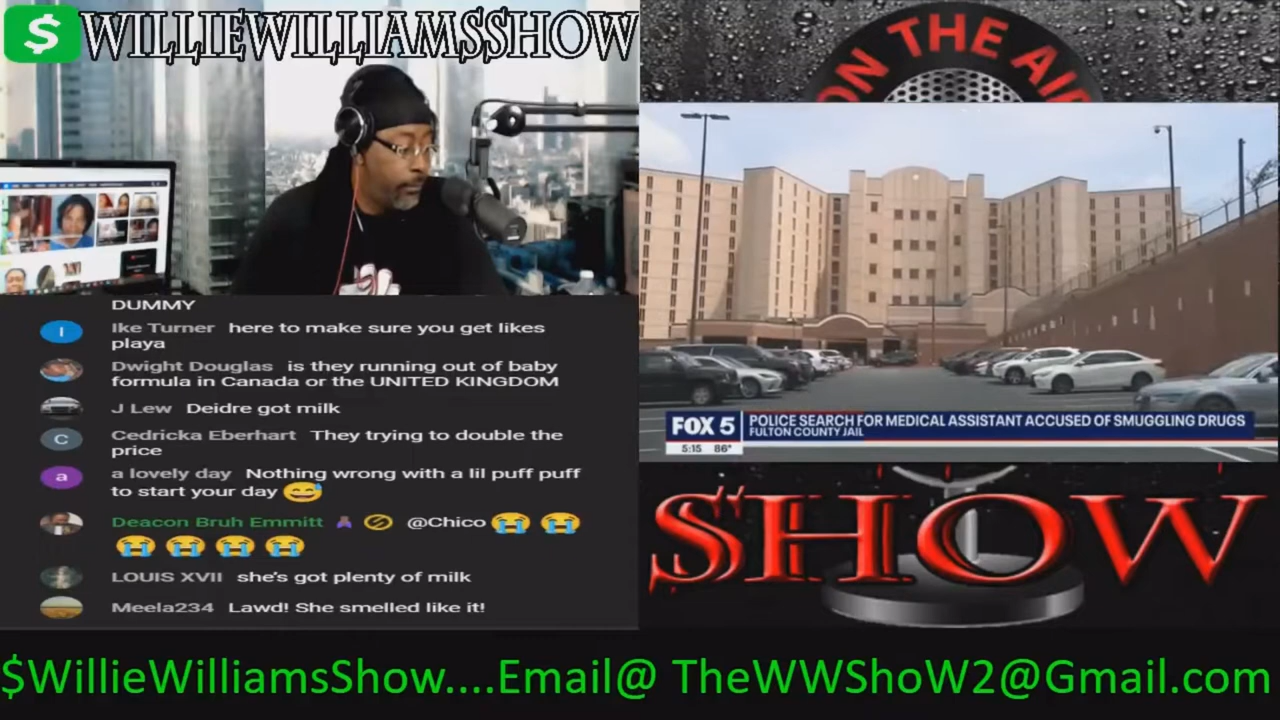 $ WILLIEWILLIAMSSHOW
ON THE AIR
DUMMY
I Ike Turner here to make sure you get likes
playa
Dwight Douglas is they running out of baby
formula in Canada or the UNITED KINGDOM
J Lew Deidre got milk
C Cedricka Eberhart They trying to double the
price
a a lovely day Nothing wrong with a lil puff puff
to start your day 😅
Deacon Bruh Emmitt @Chico 😭 😭
😭 😭 😭 😭
LOUIS XVII she's got plenty of milk
Meela234 Lawd! She smelled like it!
FOX 5 POLICE SEARCH FOR MEDICAL ASSISTANT ACCUSED OF SMUGGLING DRUGS
FULTON COUNTY JAIL
5:15 86°
SHOW
$WillieWilliamsShow....Email@ TheWWShoW2@Gmail.com